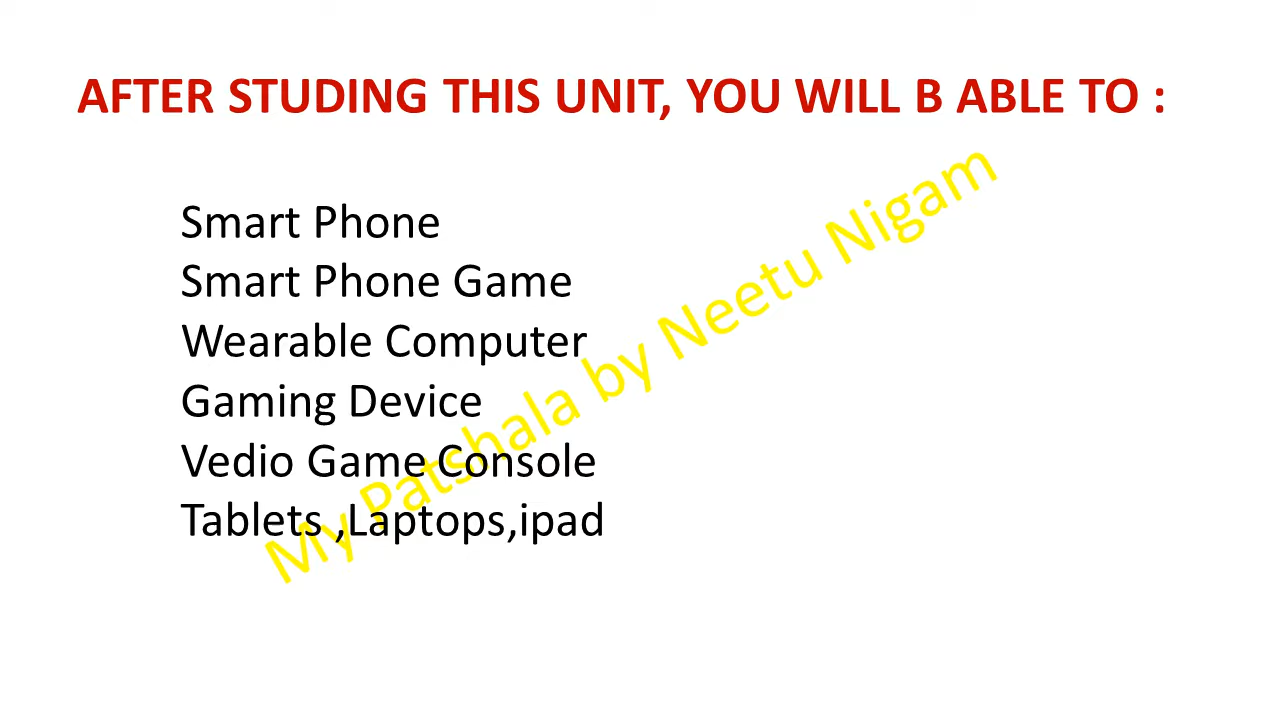 AFTER STUDING THIS UNIT, YOU WILL B ABLE TO :
Smart Phone
Smart Phone Game
Wearable Computer
Gaming Device
Vedio Game Console
Tablets ,Laptops,ipad
My Patshala by Neetu Nigam